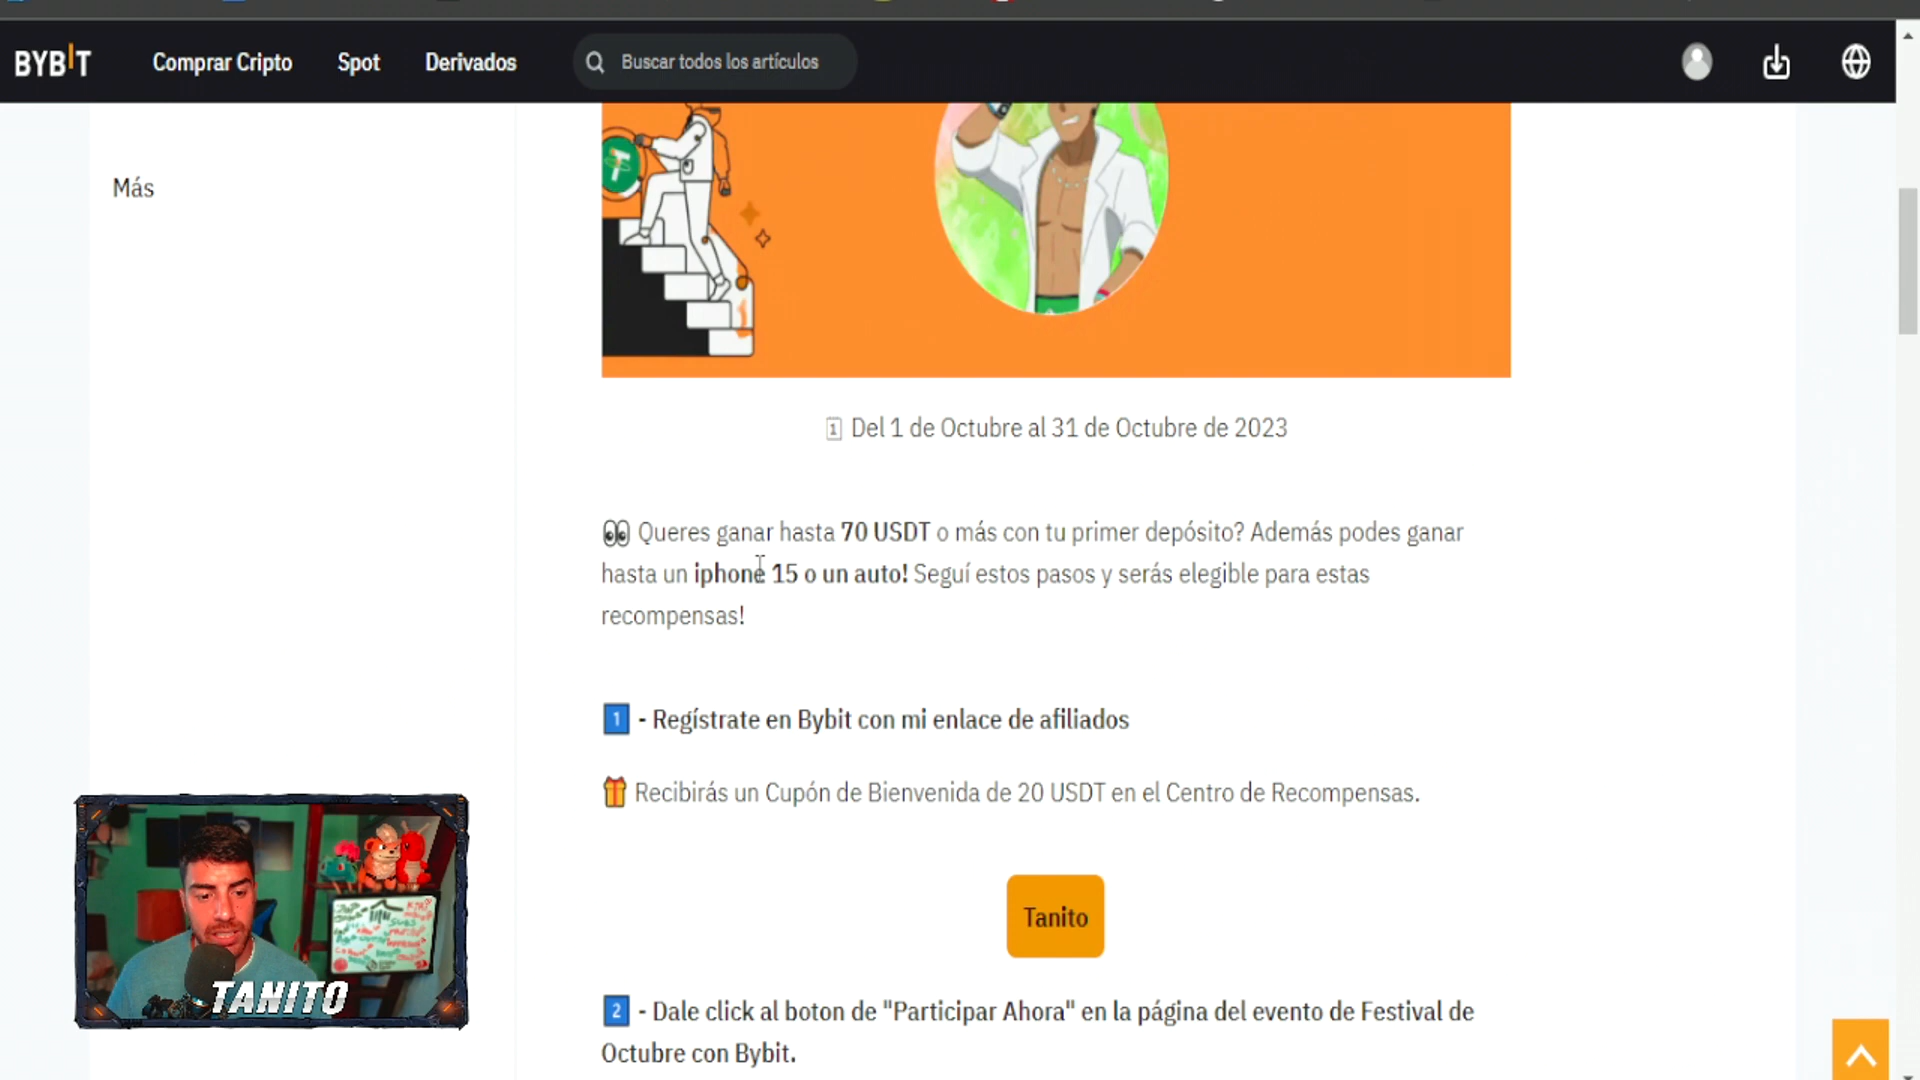 BYBIT
Comprar Cripto
Spot
Derivados
Buscar todos los artículos
Más
Del 1 de Octubre al 31 de Octubre de 2023
Queres ganar hasta 70 USDT o más con tu primer depósito? Además podes ganar
hasta un iphone 15 o un auto! Seguí estos pasos y serás elegible para estas
recompensas!
1 - Regístrate en Bybit con mi enlace de afiliados
Recibirás un Cupón de Bienvenida de 20 USDT en el Centro de Recompensas.
Tanito
2 - Dale click al boton de "Participar Ahora" en la página del evento de Festival de
Octubre con Bybit.
TANITO